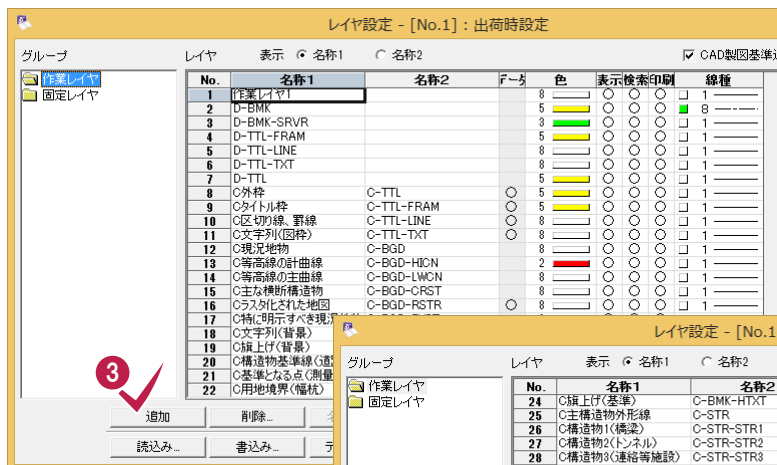 レイヤ設定 - [No.1] : 出荷時設定
グループ
レイヤ 表示 名称1 名称2 CAD製図基準
作業レイヤ
固定レイヤ
No. 名称1 名称2 データ 色 表示 検索 印刷 線種
1 作業レイヤ1 8 1
2 D-BMK 5 8
3 D-BMK-SRVR 3 1
4 D-TTL-FRAM 5 1
5 D-TTL-LINE 8 1
6 D-TTL-TXT 8 1
7 D-TTL 5 1
8 C外枠 C-TTL 5 1
9 Cタイトル枠 C-TTL-FRAM 5 1
10 C区切り線、罫線 C-TTL-LINE 8 1
11 C文字列(図枠) C-TTL-TXT 8 1
12 C現況地物 C-BGD 8 1
13 C等高線の計曲線 C-BGD-HICN 2 1
14 C等高線の主曲線 C-BGD-LWCN 8 1
15 C主な横断構造物 C-BGD-CRST 8 1
16 Cラスタ化された地図 C-BGD-RSTR 8 1
17 C特に明示すべき現
18 C文字列(背景)
19 C旗上げ(背景)
20 C構造物基準線(道
21 C基準となる点(測量
22 C用地境界(幅杭)
3
追加 削除...
読込み... 書込み... デ
レイヤ設定 - [No.1
グループ
レイヤ 表示 名称1 名称2
作業レイヤ
固定レイヤ
No. 名称1 名称2
24 C旗上げ(基準) C-BMK-HTXT
25 C主構造物外形線 C-STR
26 C構造物1(橋梁) C-STR-STR1
27 C構造物2(トンネル) C-STR-STR2
28 C構造物3(連絡等施設) C-STR-STR3